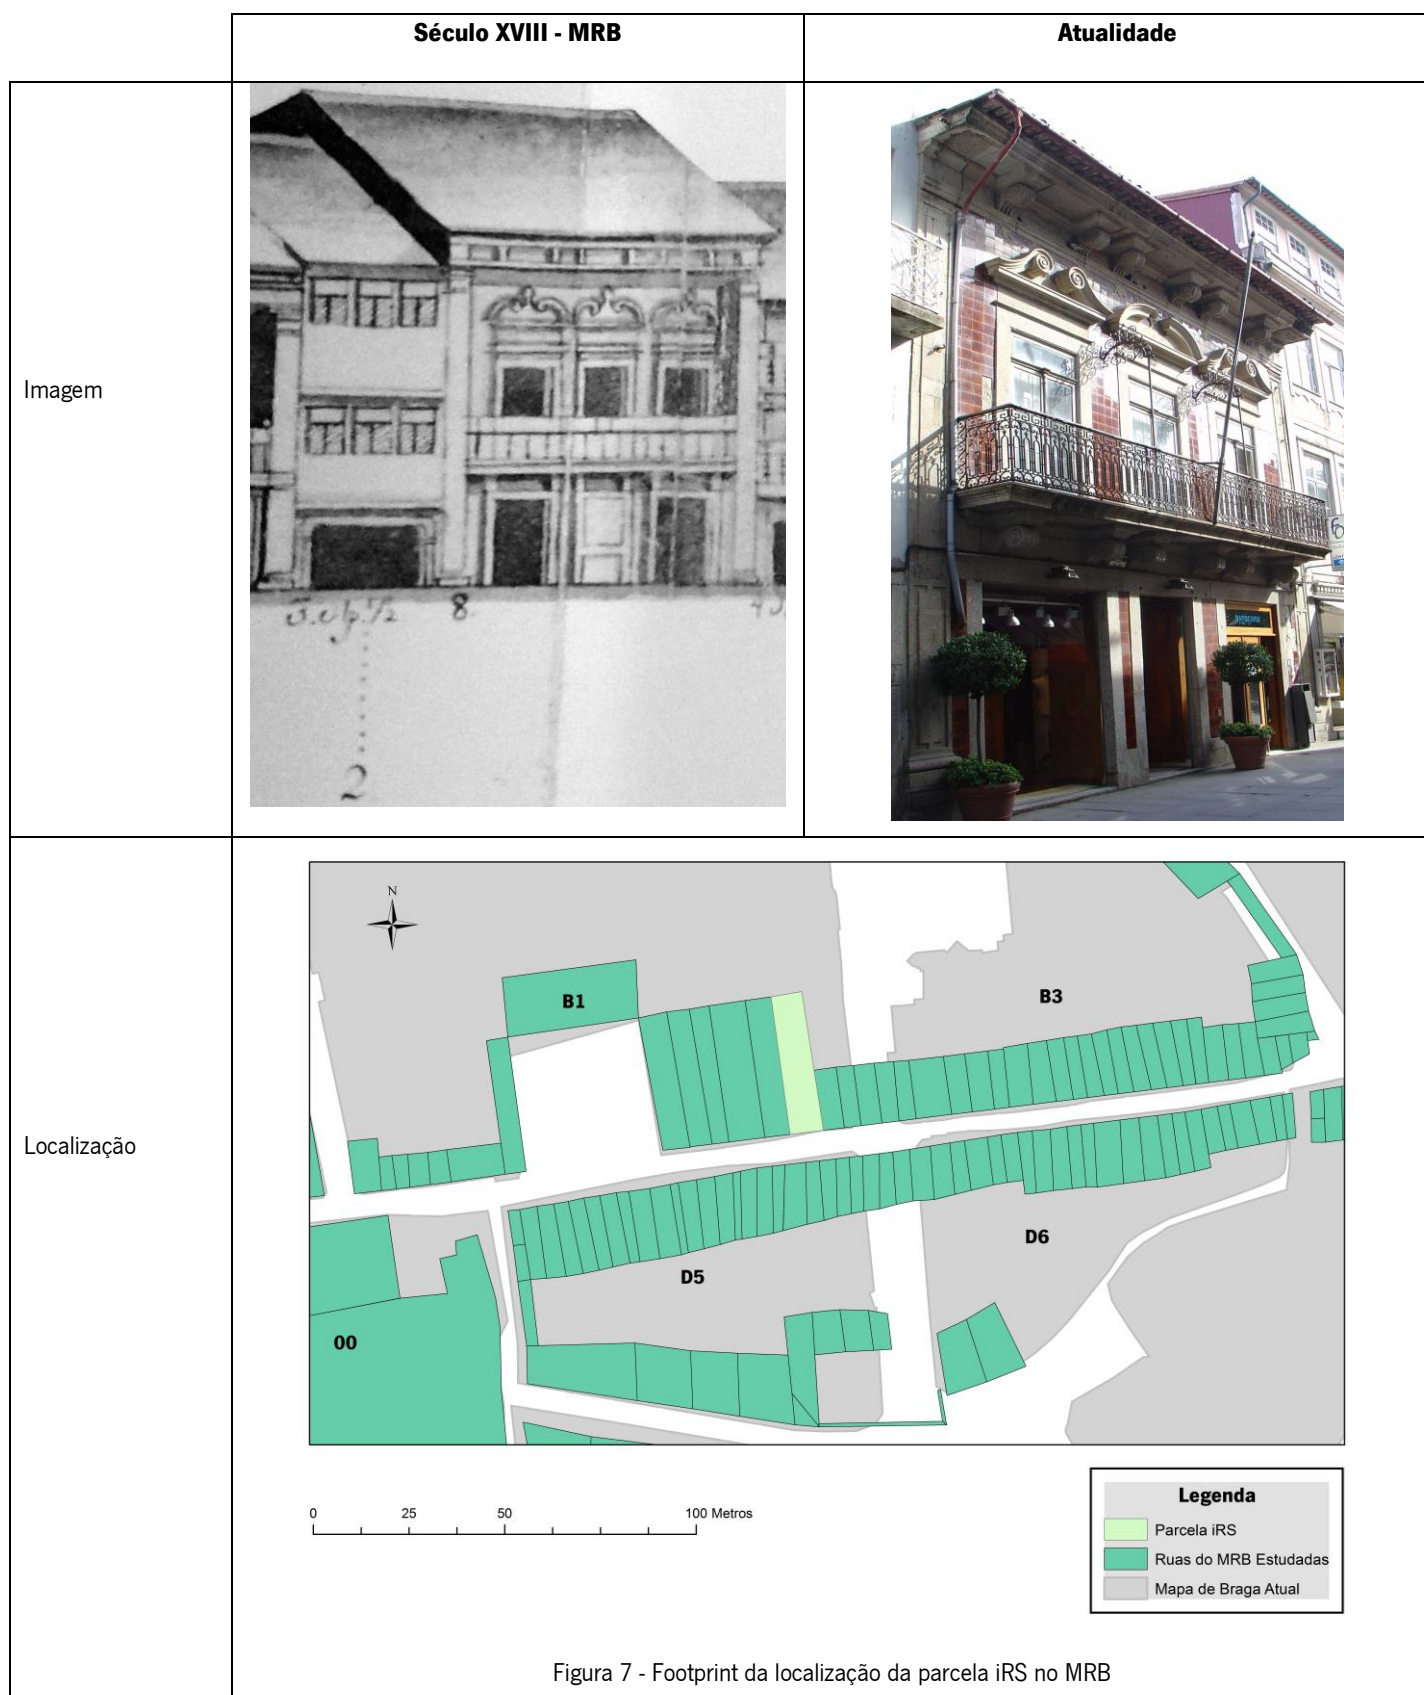 Século XVIII - MRB
Atualidade
Imagem
8.
2
BARBEARIA
Localização
N
B1
B3
D5
D6
00
0 25 50 100 Metros
Legenda
Parcela iRS
Ruas do MRB Estudadas
Mapa de Braga Atual
Figura 7 - Footprint da localização da parcela iRS no MRB